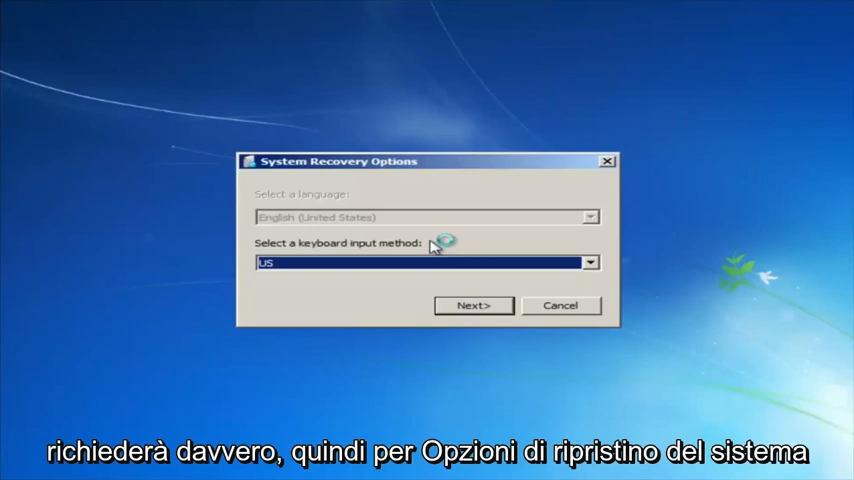 System Recovery Options
Select a language:
English (United States)
Select a keyboard input method:
US
Next> Cancel
richiederà davvero, quindi per Opzioni di ripristino del sistema